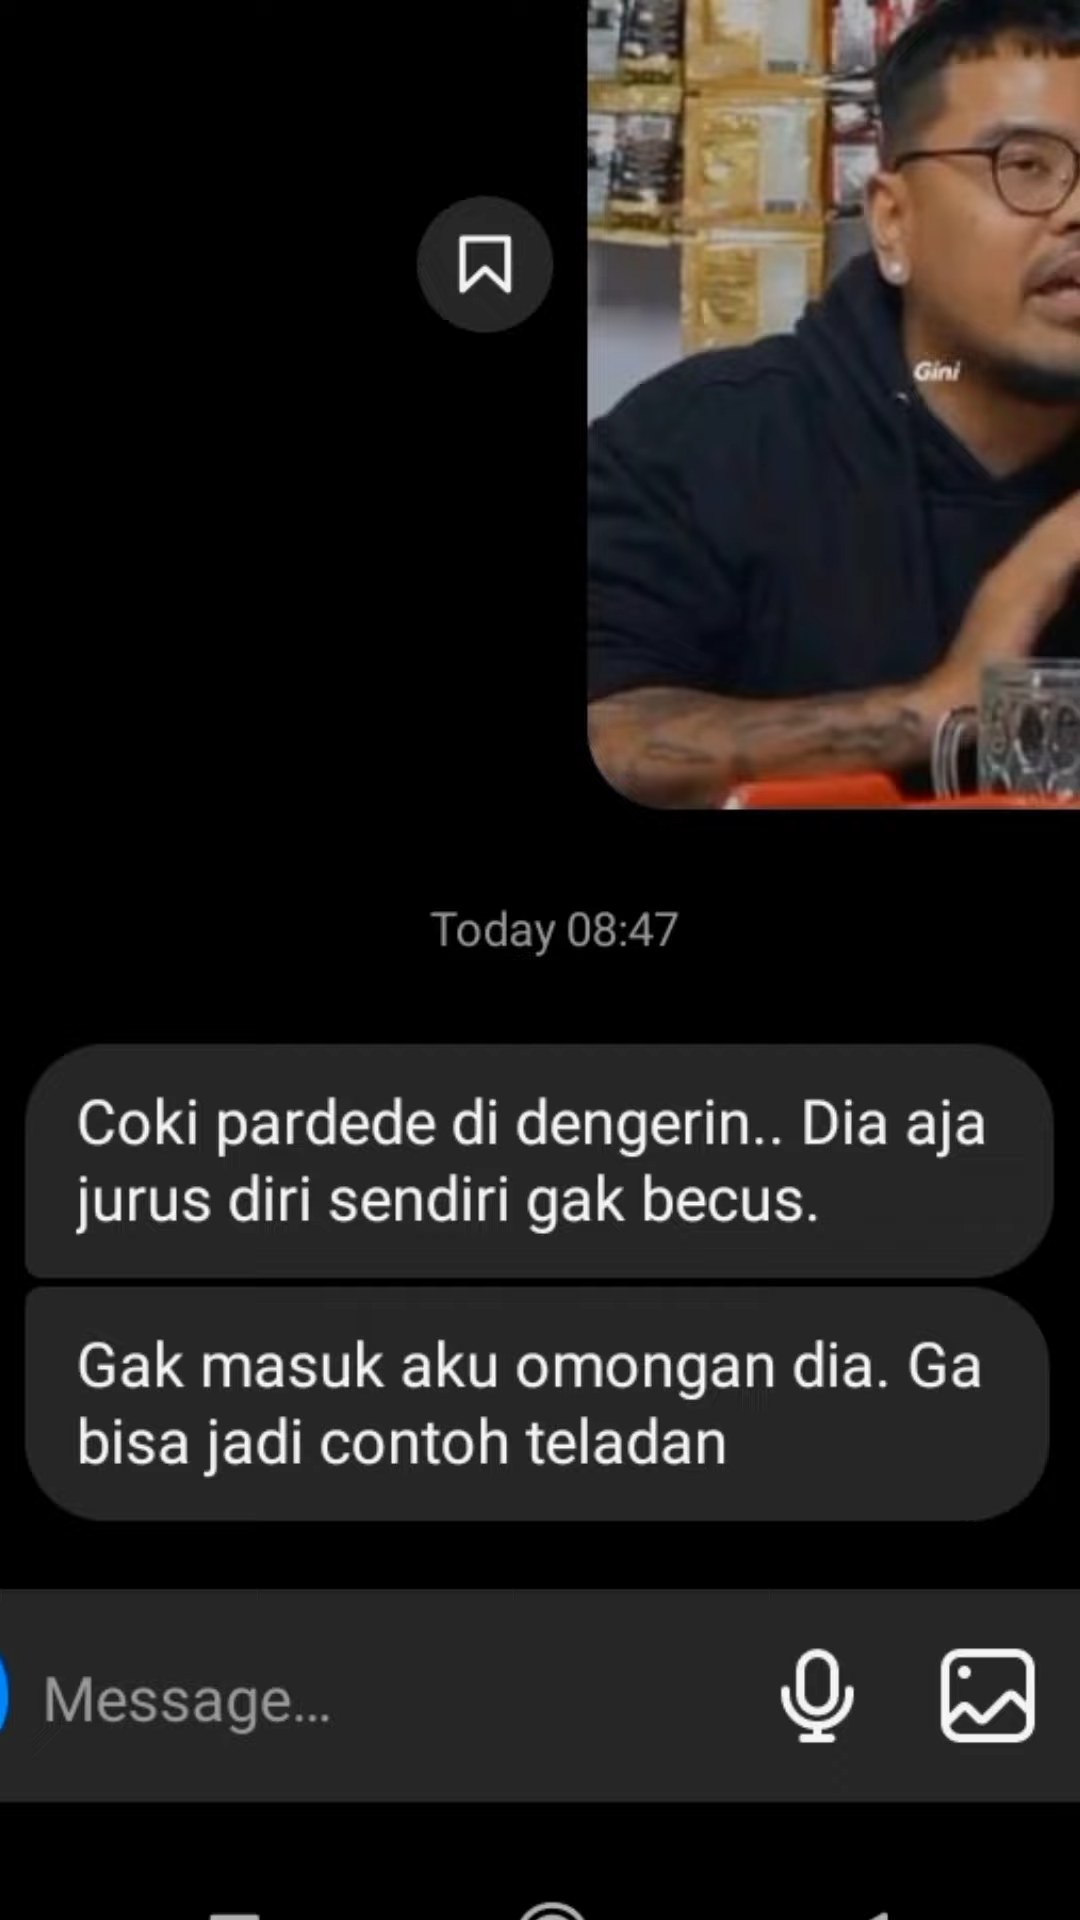 Gini
Today 08:47
Coki pardede di dengerin.. Dia aja
jurus diri sendiri gak becus.
Gak masuk aku omongan dia. Ga
bisa jadi contoh teladan
Message...